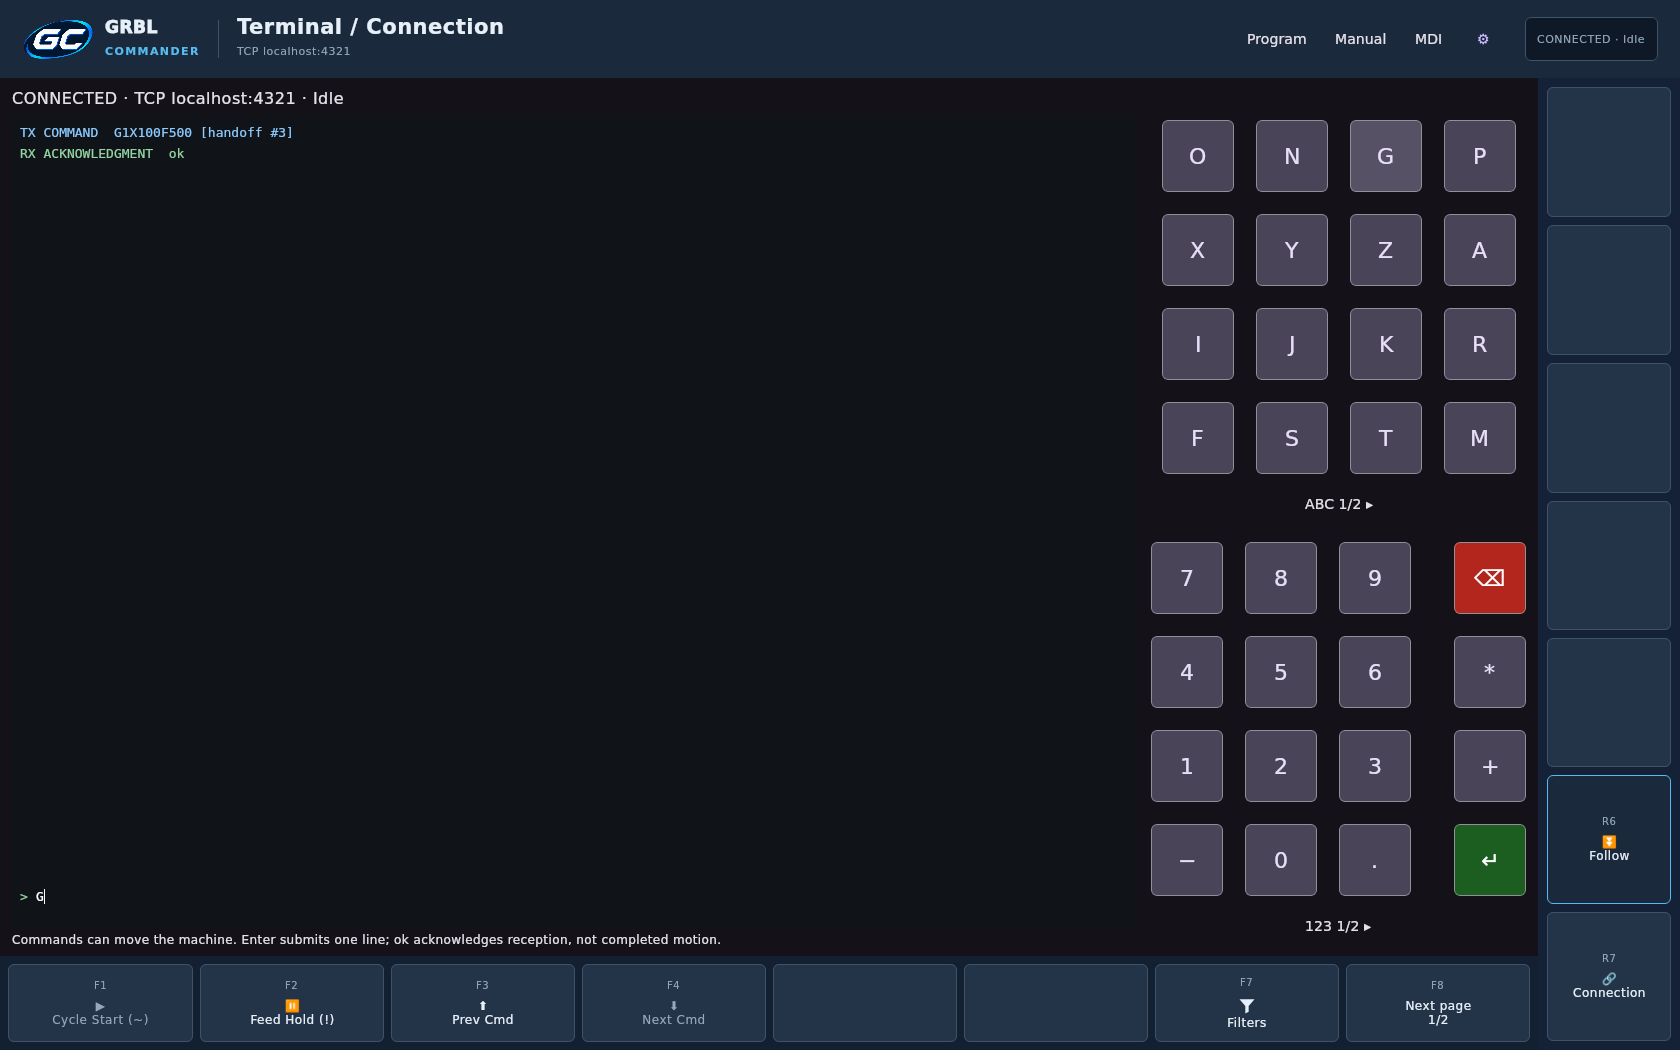 GC
GRBL
COMMANDER
Terminal / Connection
TCP localhost:4321
Program
Manual
MDI
CONNECTED · Idle
CONNECTED · TCP localhost:4321 · Idle
TX COMMAND  G1X100F500 [handoff #3]
RX ACKNOWLEDGMENT  ok
> G
Commands can move the machine. Enter submits one line; ok acknowledges reception, not completed motion.
O N G P
X Y Z A
I J K R
F S T M
ABC 1/2 ▸
7 8 9 ⌫
4 5 6 *
1 2 3 +
− 0 . ↵
123 1/2 ▸
R6
Follow
R7
Connection
F1
Cycle Start (~)
F2
Feed Hold (!)
F3
Prev Cmd
F4
Next Cmd
F7
Filters
F8
Next page
1/2